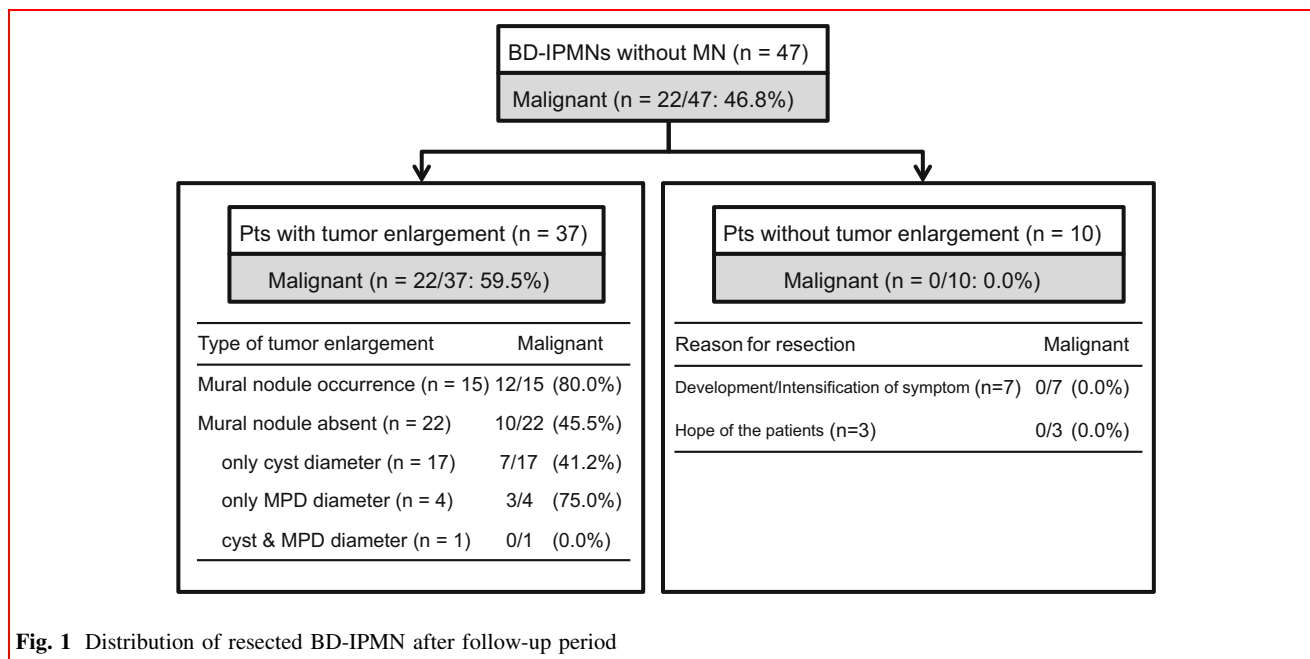 BD-IPMNs without MN (n = 47)
Malignant (n = 22/47: 46.8%)
Pts with tumor enlargement (n = 37)
Malignant (n = 22/37: 59.5%)
Type of tumor enlargement Malignant
Mural nodule occurrence (n = 15) 12/15 (80.0%)
Mural nodule absent (n = 22) 10/22 (45.5%)
only cyst diameter (n = 17) 7/17 (41.2%)
only MPD diameter (n = 4) 3/4 (75.0%)
cyst & MPD diameter (n = 1) 0/1 (0.0%)
Pts without tumor enlargement (n = 10)
Malignant (n = 0/10: 0.0%)
Reason for resection Malignant
Development/Intensification of symptom (n=7) 0/7 (0.0%)
Hope of the patients (n=3) 0/3 (0.0%)
Fig. 1 Distribution of resected BD-IPMN after follow-up period